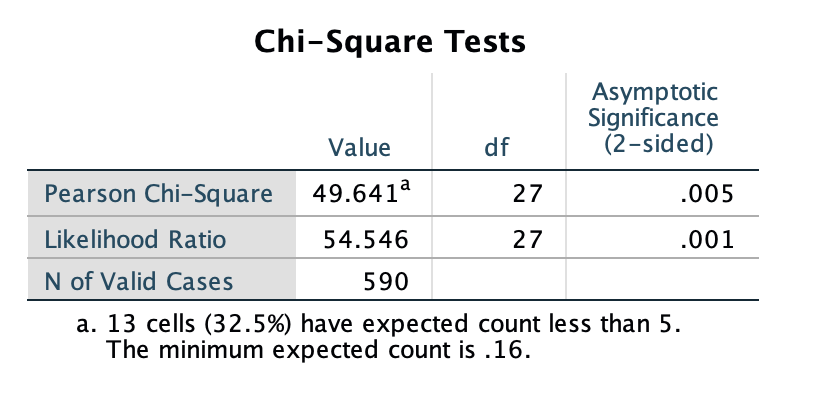 Chi-Square Tests
Value df Asymptotic Significance (2-sided)
Pearson Chi-Square 49.641a 27 .005
Likelihood Ratio 54.546 27 .001
N of Valid Cases 590
a. 13 cells (32.5%) have expected count less than 5.
The minimum expected count is .16.